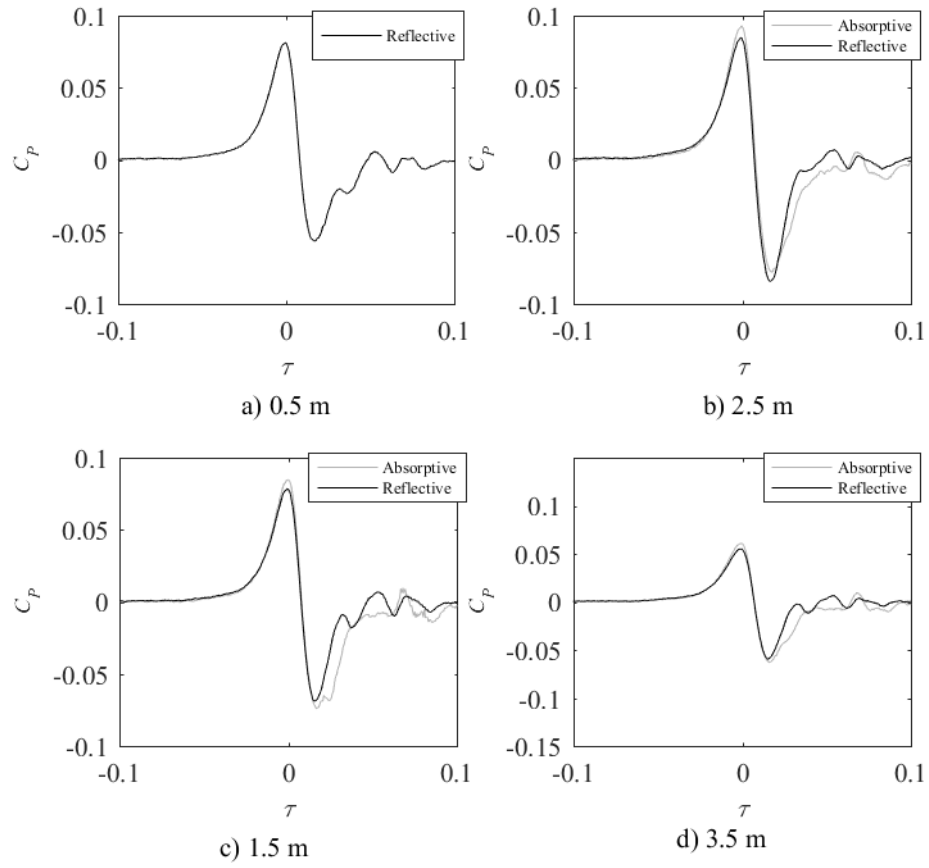 0.1
0.05
0
-0.05
-0.1
C_P
-0.1 0 0.1
τ
Reflective
a) 0.5 m
0.1
0.05
0
-0.05
-0.1
C_P
-0.1 0 0.1
τ
Absorptive
Reflective
b) 2.5 m
0.1
0.05
0
-0.05
-0.1
C_P
-0.1 0 0.1
τ
Absorptive
Reflective
c) 1.5 m
0.1
0.05
0
-0.05
-0.1
-0.15
C_P
-0.1 0 0.1
τ
Absorptive
Reflective
d) 3.5 m